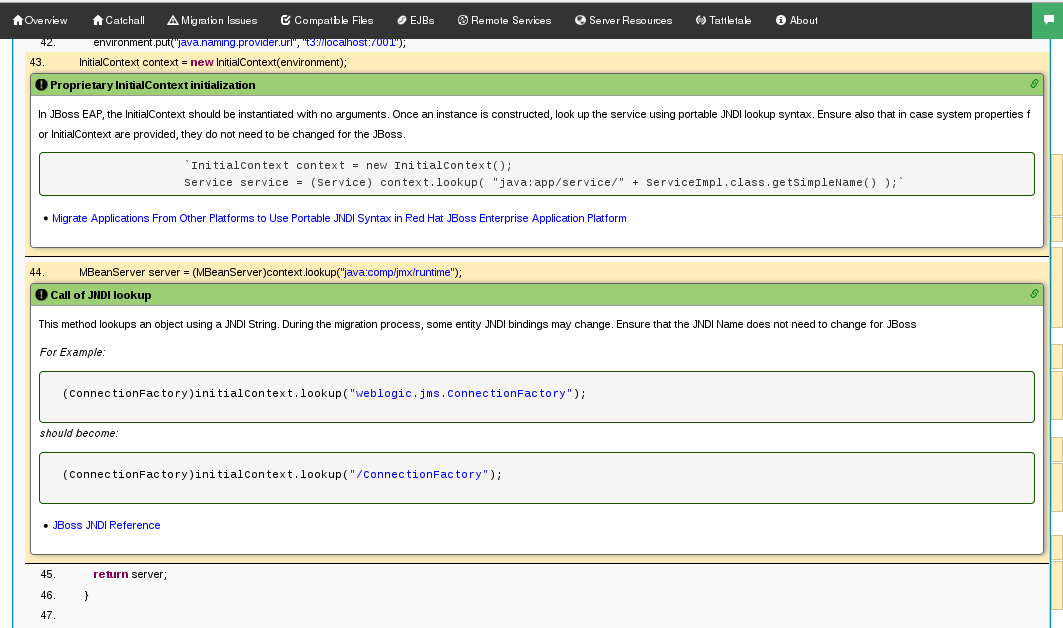 Overview Catchall Migration Issues Compatible Files EJBs Remote Services Server Resources Tattletale About
42. environment.put("java.naming.provider.url", "t3://localhost:7001");
43. InitialContext context = new InitialContext(environment);
Proprietary InitialContext initialization
In JBoss EAP, the InitialContext should be instantiated with no arguments. Once an instance is constructed, look up the service using portable JNDI lookup syntax. Ensure also that in case system properties f
or InitialContext are provided, they do not need to be changed for the JBoss.
`InitialContext context = new InitialContext();
Service service = (Service) context.lookup( "java:app/service/" + ServiceImpl.class.getSimpleName() );`
• Migrate Applications From Other Platforms to Use Portable JNDI Syntax in Red Hat JBoss Enterprise Application Platform
44. MBeanServer server = (MBeanServer)context.lookup("java:comp/jmx/runtime");
Call of JNDI lookup
This method lookups an object using a JNDI String. During the migration process, some entity JNDI bindings may change. Ensure that the JNDI Name does not need to change for JBoss
For Example:
(ConnectionFactory)initialContext.lookup("weblogic.jms.ConnectionFactory");
should become:
(ConnectionFactory)initialContext.lookup("/ConnectionFactory");
• JBoss JNDI Reference
45. return server;
46. }
47.